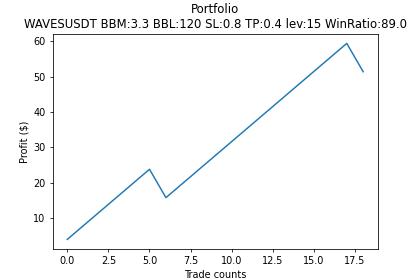 Portfolio
WAVESUSDT BBM:3.3 BBL:120 SL:0.8 TP:0.4 lev:15 WinRatio:89.0
60
50
40
30
20
10
Profit ($)
0.0 2.5 5.0 7.5 10.0 12.5 15.0 17.5
Trade counts